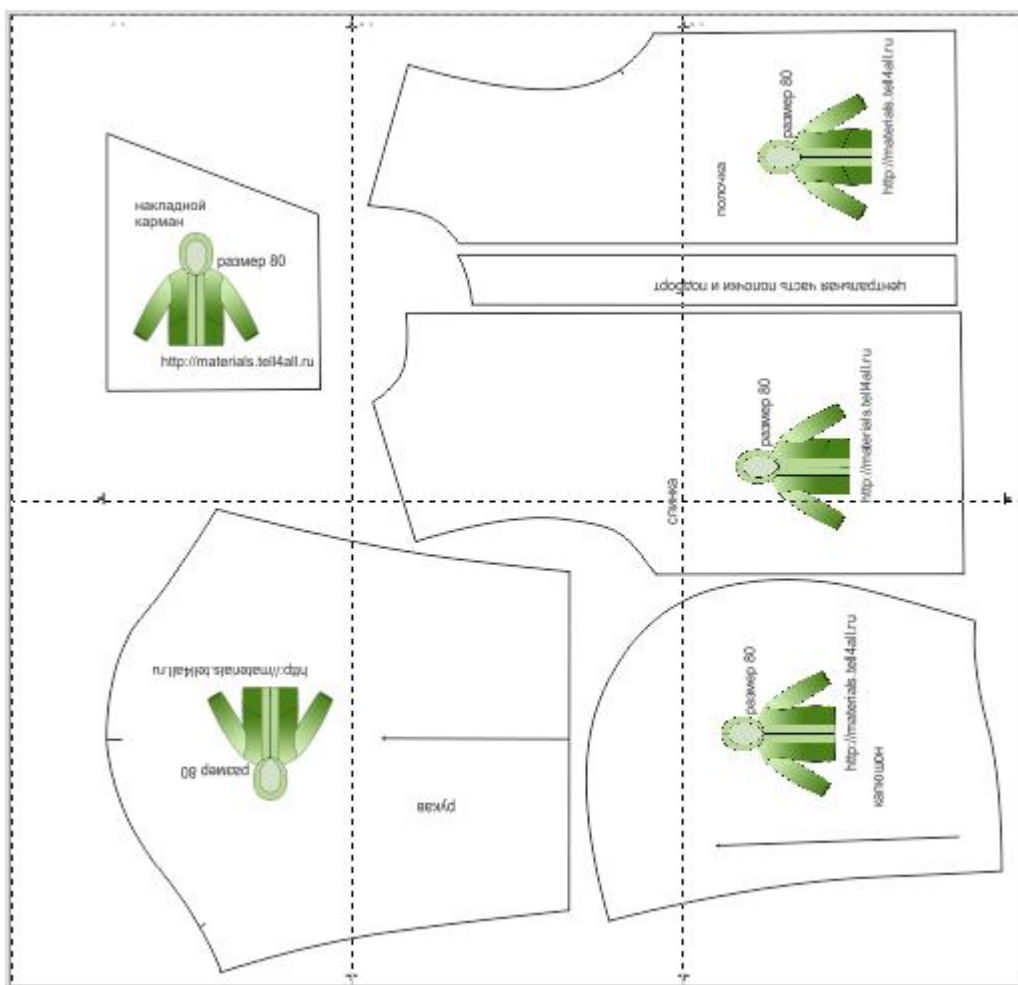 накладной
карман
размер 80
http://materials.tell4all.ru
полочка
размер 80
http://materials.tell4all.ru
центральная часть полочки и подборт
спинка
размер 80
http://materials.tell4all.ru
http://materials.tell4all.ru
размер 80
рукав
размер 80
http://materials.tell4all.ru
капюшон